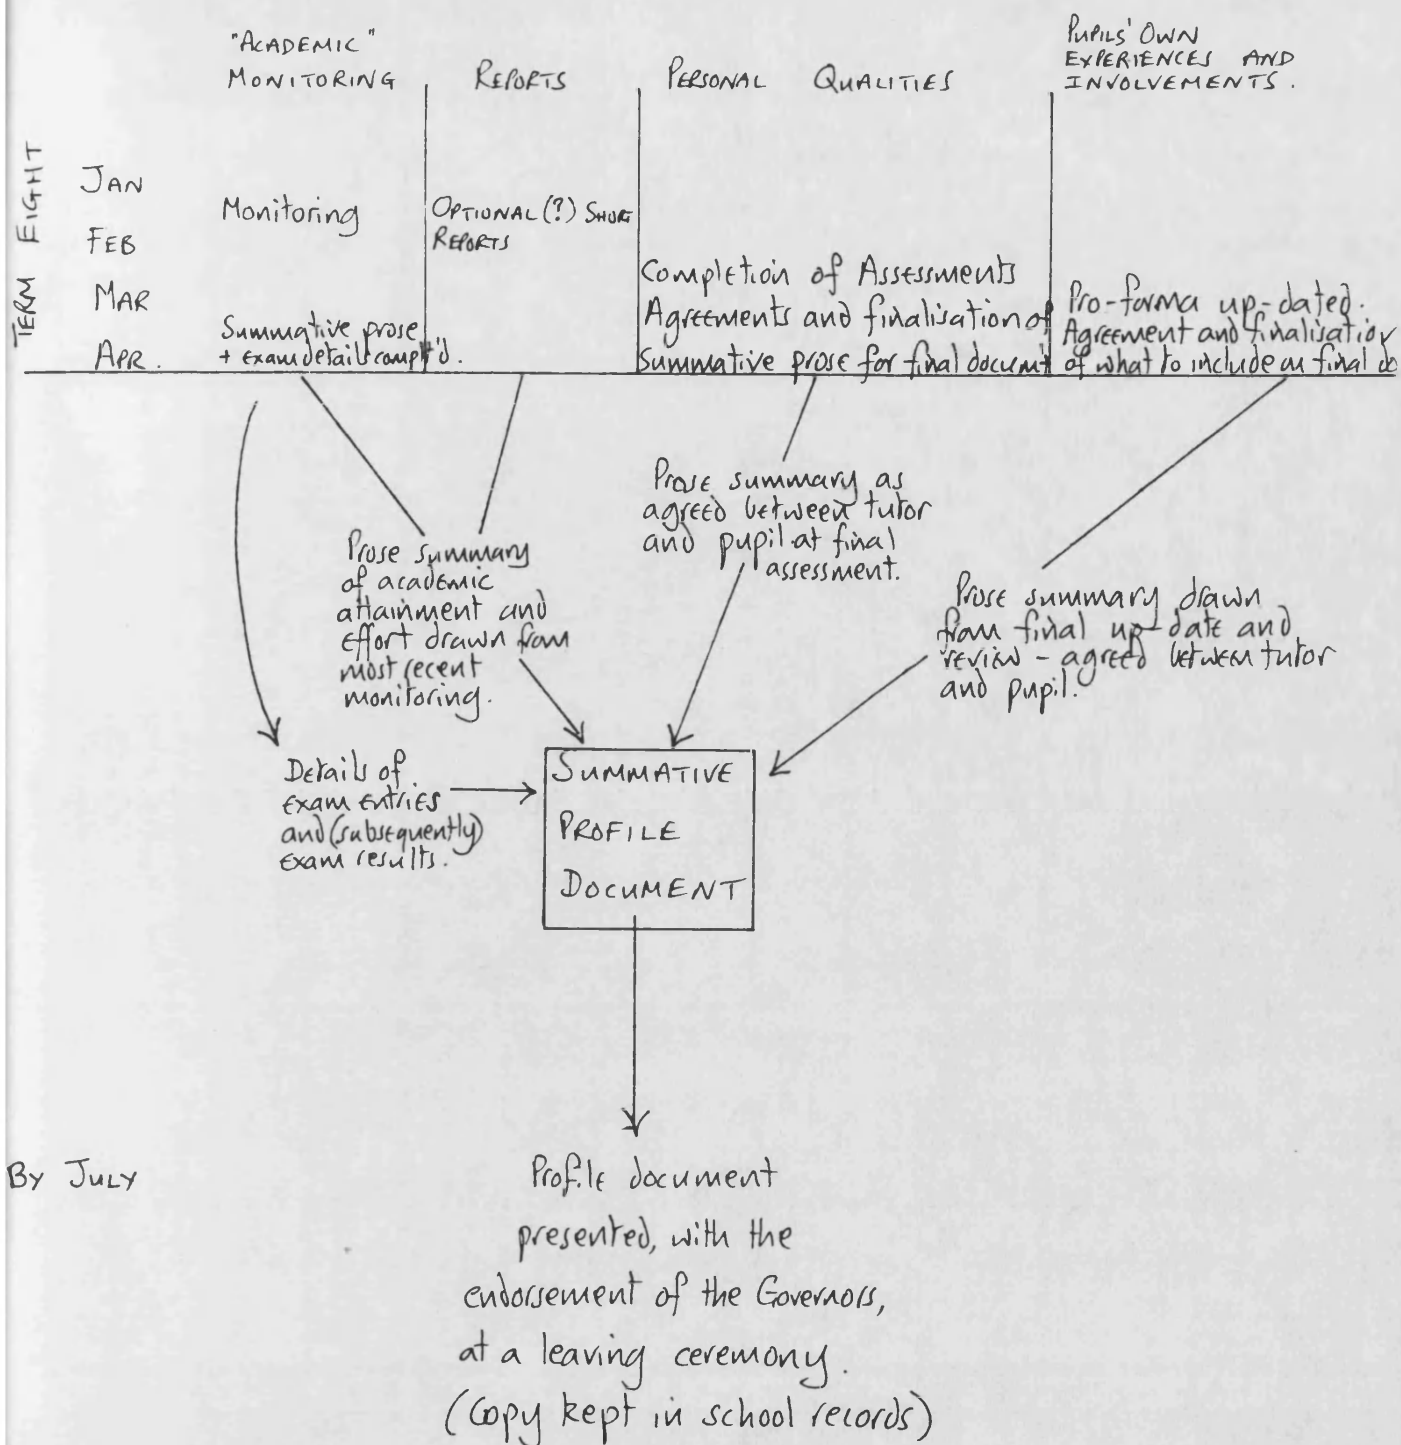 "ACADEMIC"
MONITORING
REPORTS
PERSONAL QUALITIES
PUPILS' OWN
EXPERIENCES AND
INVOLVEMENTS.
TERM EIGHT
JAN
FEB
MAR
APR.
Monitoring
Summative prose
+ exam detail compl't'd.
OPTIONAL (?) SHORT
REPORTS
Completion of Assessments
Agreements and finalisation of
Summative prose for final document
Pro-forma up-dated.
Agreement and finalisation
of what to include on final do
Prose summary
of academic
attainment and
effort drawn from
most recent
monitoring.
Prose summary as
agreed between tutor
and pupil at final
assessment.
Prose summary drawn
from final up-date and
review - agreed between tutor
and pupil.
Details of
exam entries
and (subsequently)
exam results.
SUMMATIVE
PROFILE
DOCUMENT
BY JULY
Profile document
presented, with the
endorsement of the Governors,
at a leaving ceremony.
(Copy kept in school records)